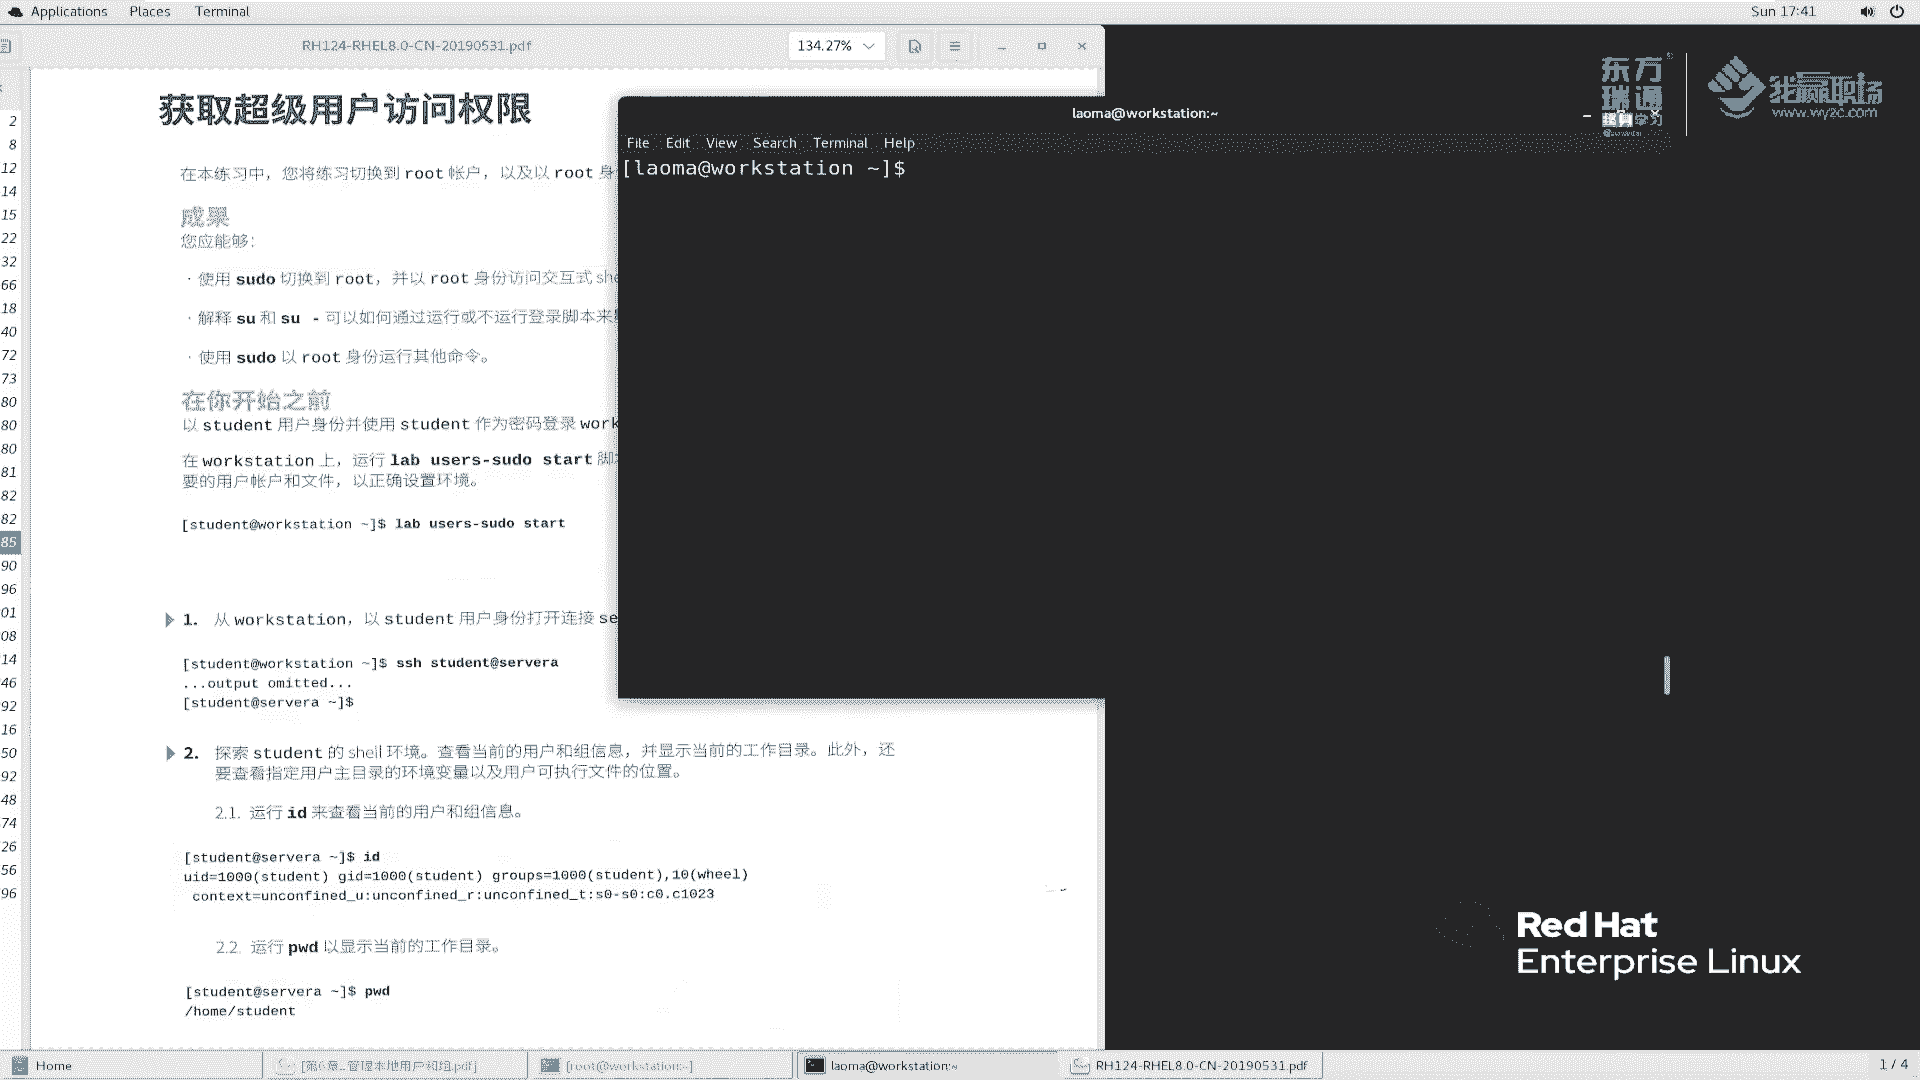 Applications Places Terminal
Sun 17:41
RH124-RHEL8.0-CN-20190531.pdf
134.27%
2
8
12
14
15
22
32
66
18
40
72
73
80
80
80
81
82
82
85
90
96
01
08
14
46
92
16
50
92
48
74
26
56
96
获取超级用户访问权限
在本练习中，您将练习切换到 root 帐户，以及以 root 身
成果
您应能够：
· 使用 sudo 切换到 root，并以 root 身份访问交互式 she
· 解释 su 和 su - 可以如何通过运行或不运行登录脚本来
· 使用 sudo 以 root 身份运行其他命令。
在你开始之前
以 student 用户身份并使用 student 作为密码登录 work
在 workstation 上，运行 lab users-sudo start 脚
要的用户帐户和文件，以正确设置环境。
[student@workstation ~]$ lab users-sudo start
1. 从 workstation，以 student 用户身份打开连接 se
[student@workstation ~]$ ssh student@servera
...output omitted...
[student@servera ~]$
2. 探索 student 的 shell 环境。查看当前的用户和组信息，并显示当前的工作目录。此外，还
要查看指定用户主目录的环境变量以及用户可执行文件的位置。
2.1. 运行 id 来查看当前的用户和组信息。
[student@servera ~]$ id
uid=1000(student) gid=1000(student) groups=1000(student),10(wheel)
context=unconfined_u:unconfined_r:unconfined_t:s0-s0:c0.c1023
2.2. 运行 pwd 以显示当前的工作目录。
[student@servera ~]$ pwd
/home/student
laoma@workstation:~
File Edit View Search Terminal Help
[laoma@workstation ~]$
东方
瑞通
终身学习
我赢职场
www.wyzc.com
Red Hat
Enterprise Linux
Home
[第6章_管理本地用户和组.pdf]
[root@workstation:~]
laoma@workstation:~
RH124-RHEL8.0-CN-20190531.pdf
1 / 4